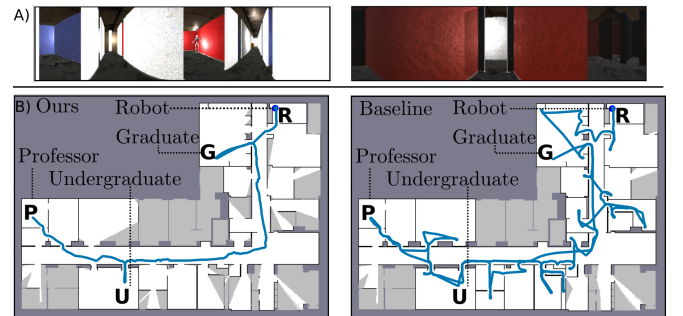 A)
B) Ours
Robot
R
Graduate
G
Professor
Undergraduate
P
U
Baseline
Robot
R
Graduate
G
Professor
Undergraduate
P
U